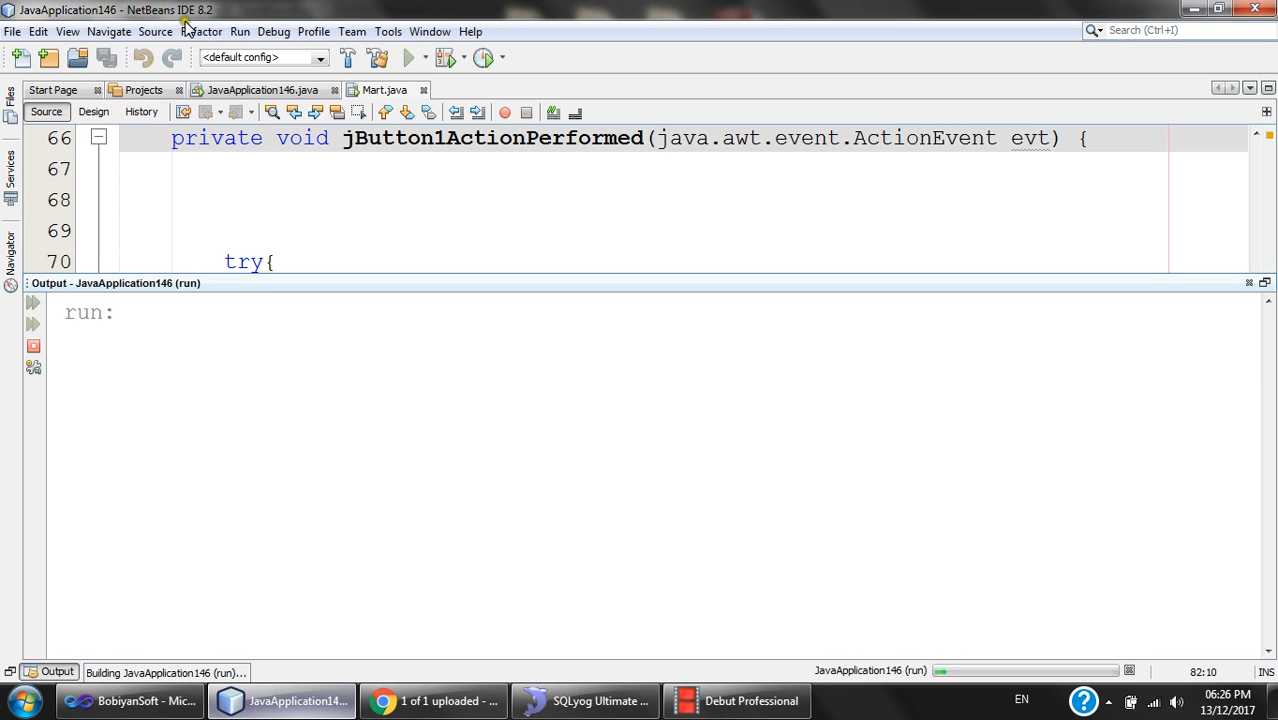 JavaApplication146 - NetBeans IDE 8.2
File Edit View Navigate Source Refactor Run Debug Profile Team Tools Window Help
Search (Ctrl+I)
<default config>
Files
Services
Navigator
Start Page Projects JavaApplication146.java Mart.java
Source Design History
66 private void jButton1ActionPerformed(java.awt.event.ActionEvent evt) {
67
68
69
70 try{
Output - JavaApplication146 (run)
run:
Output Building JavaApplication146 (run)... JavaApplication146 (run) 82:10 INS
BobiyanSoft - Mic... JavaApplication14... 1 of 1 uploaded - ... SQLyog Ultimate ... Debut Professional EN 06:26 PM
13/12/2017